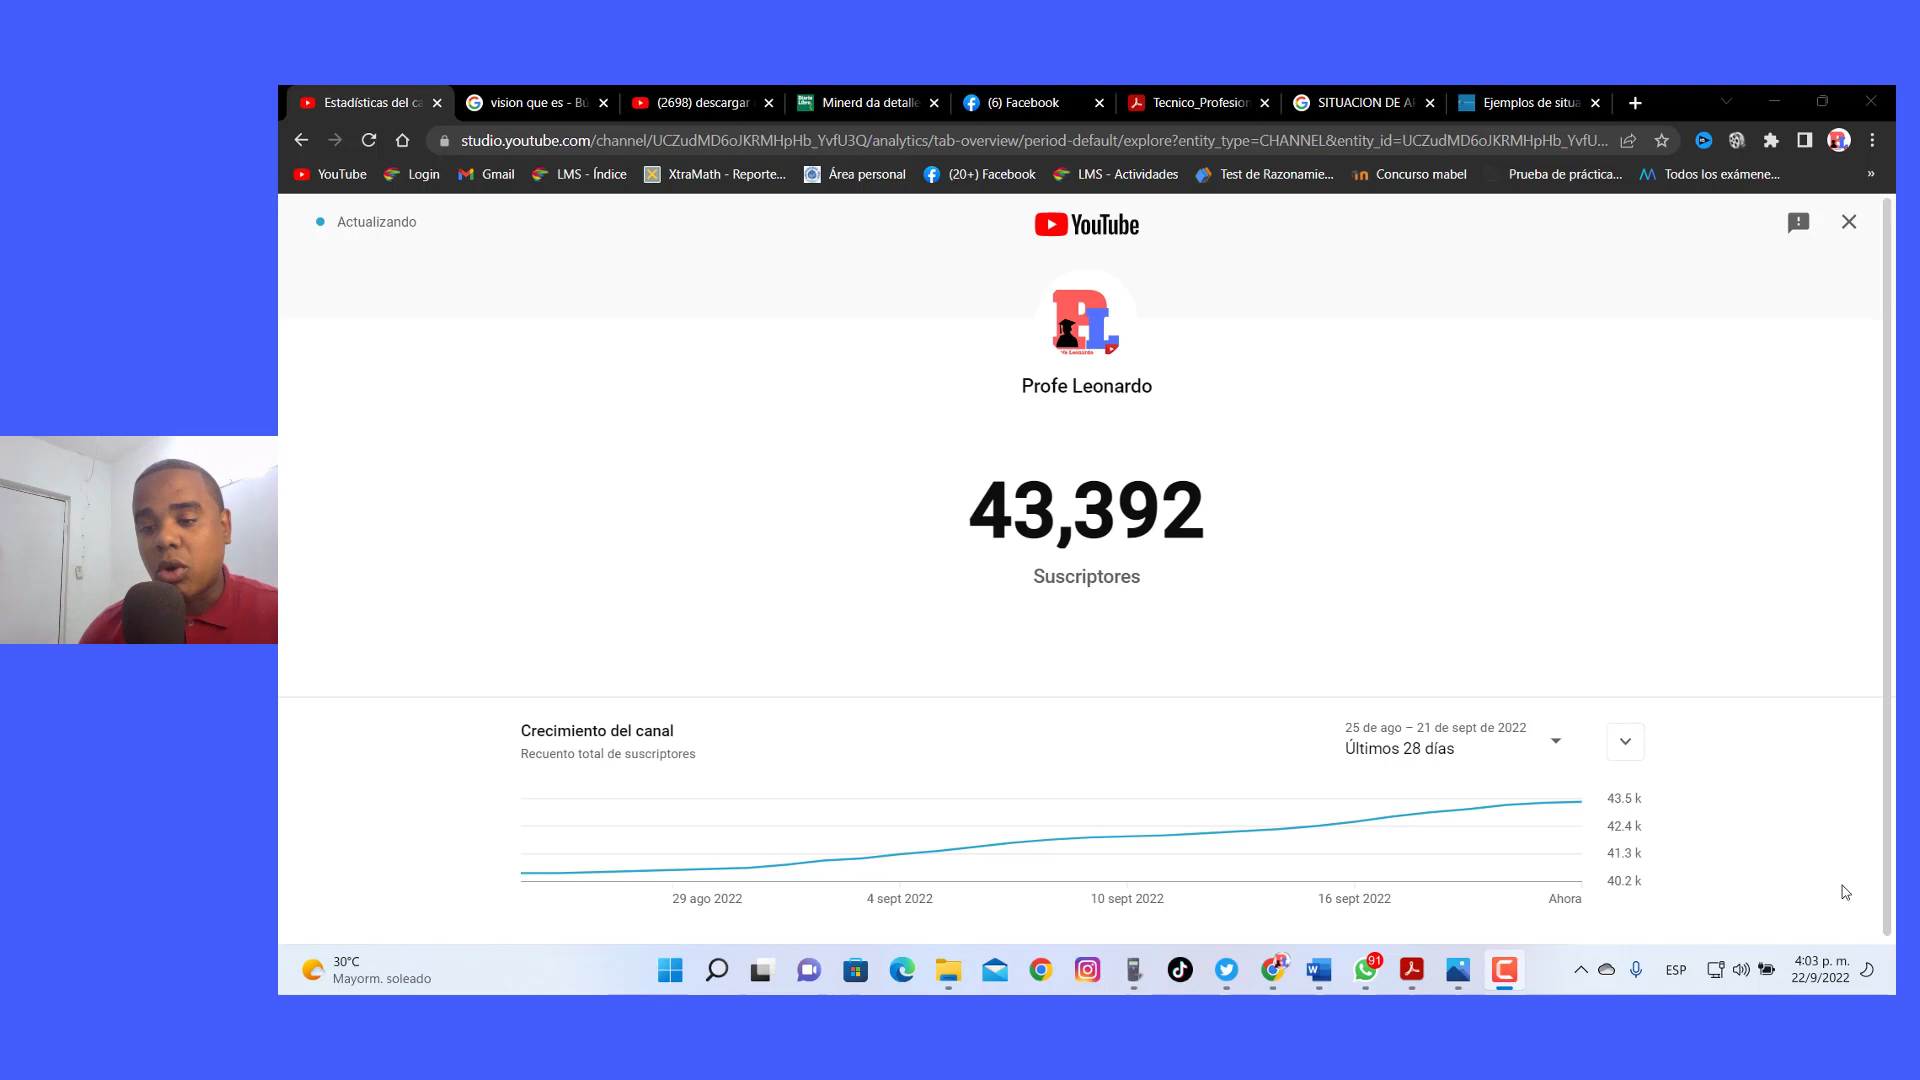 Estadísticas del ca
vision que es - Bú
(2698) descargar
Minerd da detalle
(6) Facebook
Tecnico_Profesion
SITUACION DE A
Ejemplos de situa
studio.youtube.com/channel/UCZudMD6oJKRMHpHb_YvfU3Q/analytics/tab-overview/period-default/explore?entity_type=CHANNEL&entity_id=UCZudMD6oJKRMHpHb_YvfU...
YouTube
Login
Gmail
LMS - Índice
XtraMath - Reporte...
Área personal
(20+) Facebook
LMS - Actividades
Test de Razonamie...
Concurso mabel
Prueba de práctica...
Todos los exámene...
»
Actualizando
YouTube
Profe Leonardo
43,392
Suscriptores
Crecimiento del canal
Recuento total de suscriptores
25 de ago – 21 de sept de 2022
Últimos 28 días
43.5 k
42.4 k
41.3 k
40.2 k
29 ago 2022
4 sept 2022
10 sept 2022
16 sept 2022
Ahora
30°C
Mayorm. soleado
91
ESP
4:03 p. m.
22/9/2022